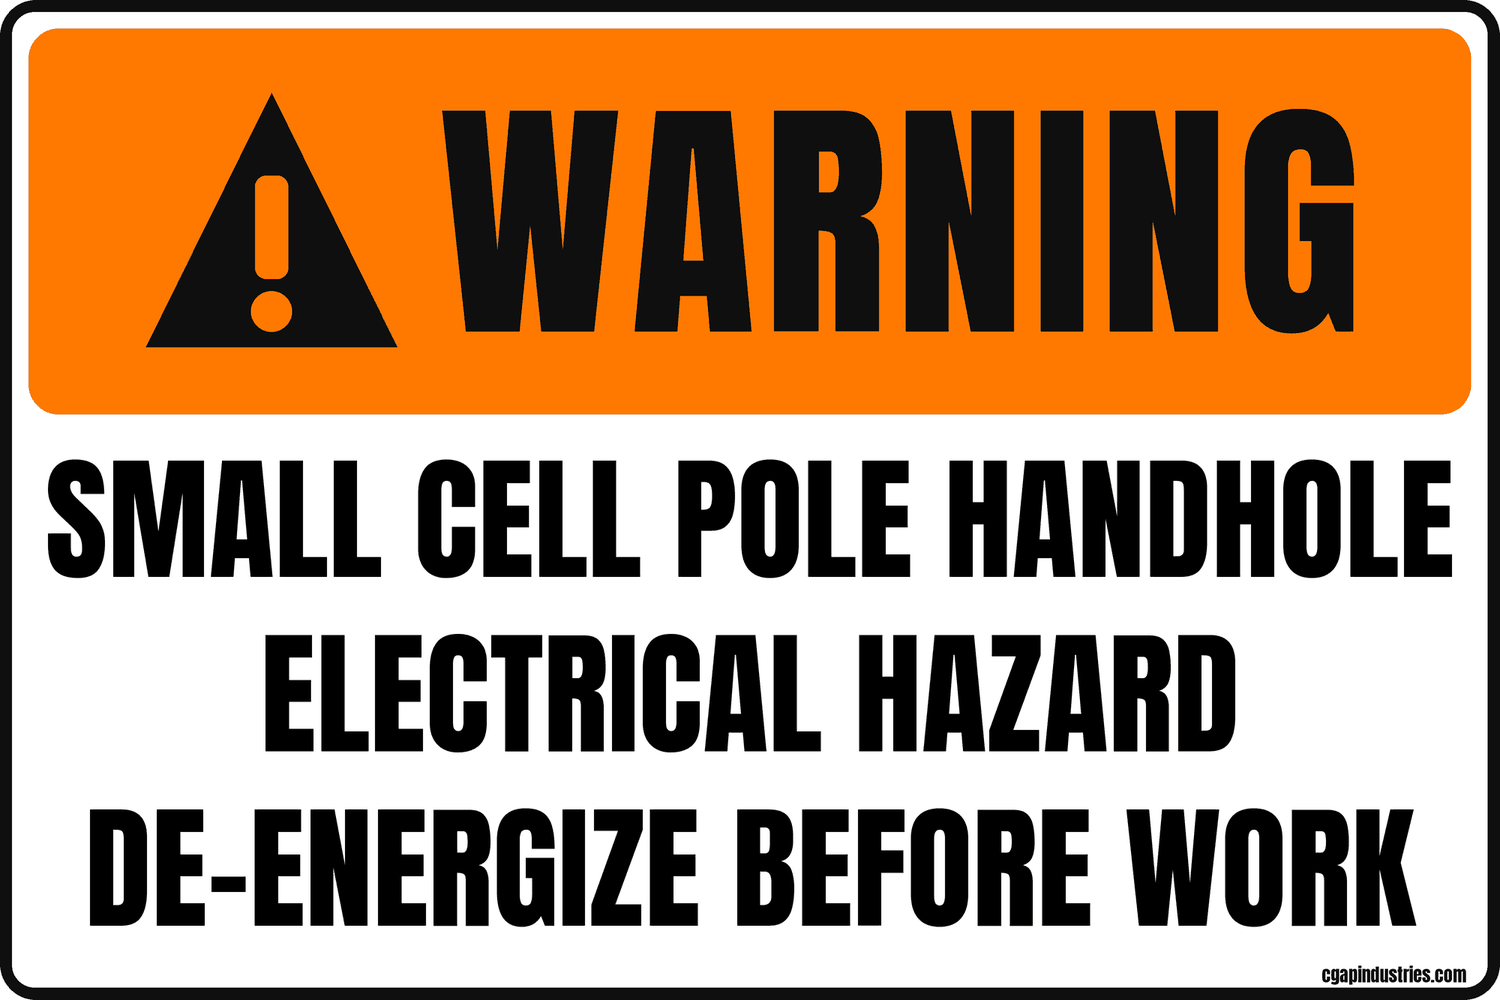 WARNING
SMALL CELL POLE HANDHOLE
ELECTRICAL HAZARD
DE-ENERGIZE BEFORE WORK
cgapindustries.com